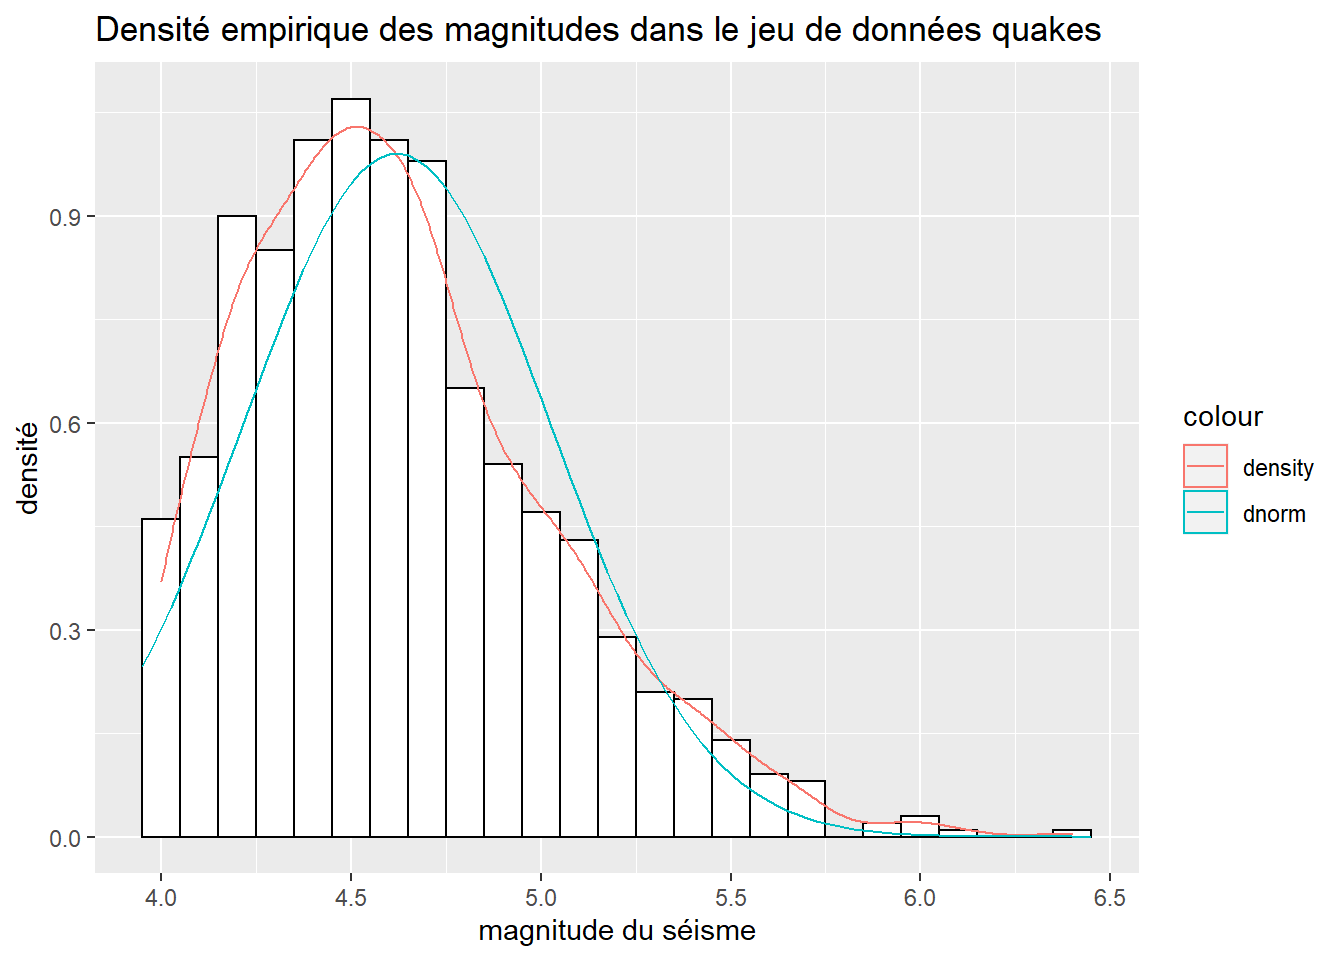 Densité empirique des magnitudes dans le jeu de données quakes
densité
0.9
0.6
0.3
0.0
4.0 4.5 5.0 5.5 6.0 6.5
magnitude du séisme
colour
density
dnorm